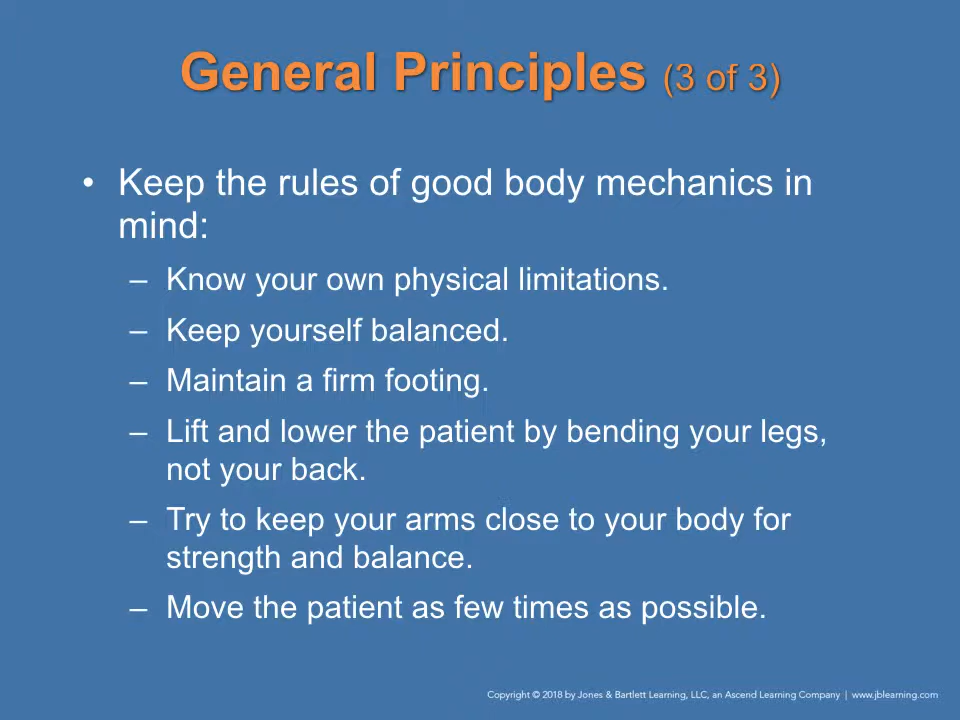 General Principles (3 of 3)
• Keep the rules of good body mechanics in
mind:
– Know your own physical limitations.
– Keep yourself balanced.
– Maintain a firm footing.
– Lift and lower the patient by bending your legs,
not your back.
– Try to keep your arms close to your body for
strength and balance.
– Move the patient as few times as possible.
Copyright © 2018 by Jones & Bartlett Learning, LLC, an Ascend Learning Company | www.jblearning.com